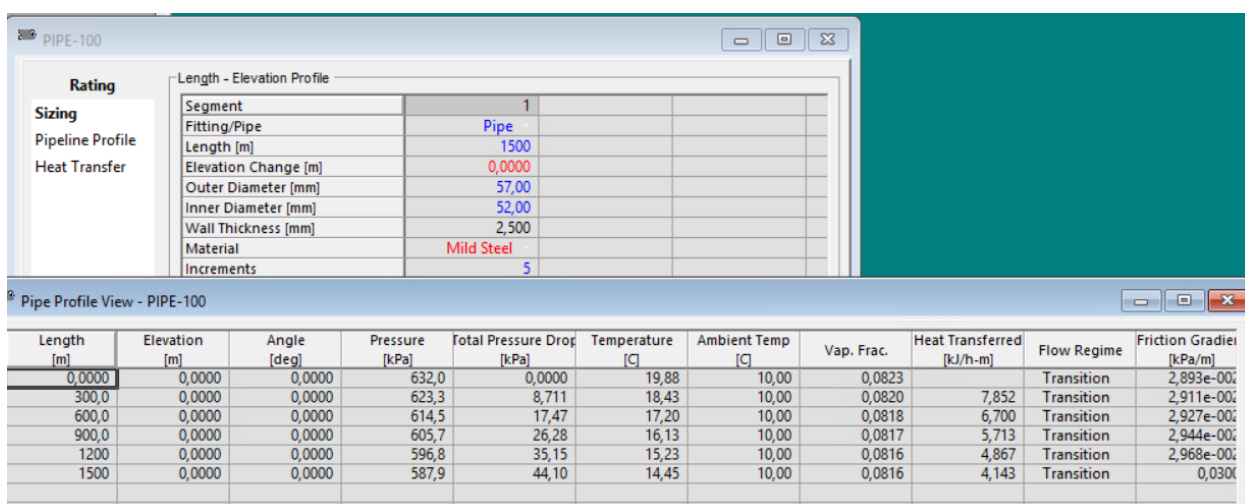 PIPE-100
Rating
Sizing
Pipeline Profile
Heat Transfer
Length - Elevation Profile
Segment 1
Fitting/Pipe Pipe
Length [m] 1500
Elevation Change [m] 0,0000
Outer Diameter [mm] 57,00
Inner Diameter [mm] 52,00
Wall Thickness [mm] 2,500
Material Mild Steel
Increments 5
Pipe Profile View - PIPE-100
Length Elevation Angle Pressure Total Pressure Drop Temperature Ambient Temp Vap. Frac. Heat Transferred Flow Regime Friction Gradie
[m] [m] [deg] [kPa] [kPa] [C] [C] [kJ/h-m] [kPa/m]
0,0000 0,0000 0,0000 632,0 0,0000 19,88 10,00 0,0823 Transition 2,893e-002
300,0 0,0000 0,0000 623,3 8,711 18,43 10,00 0,0820 7,852 Transition 2,911e-002
600,0 0,0000 0,0000 614,5 17,47 17,20 10,00 0,0818 6,700 Transition 2,927e-002
900,0 0,0000 0,0000 605,7 26,28 16,13 10,00 0,0817 5,713 Transition 2,944e-002
1200 0,0000 0,0000 596,8 35,15 15,23 10,00 0,0816 4,867 Transition 2,968e-002
1500 0,0000 0,0000 587,9 44,10 14,45 10,00 0,0816 4,143 Transition 0,0300